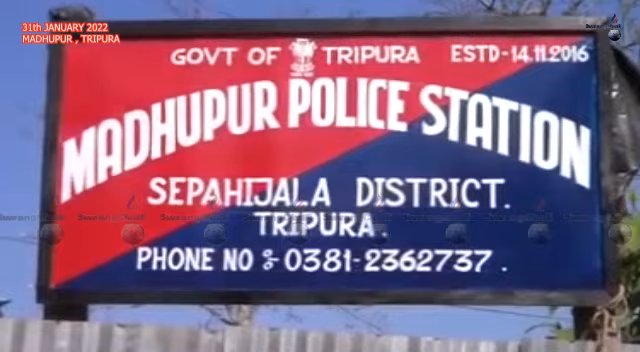 31th JANUARY 2022
MADHUPUR , TRIPURA
GOVT OF TRIPURA ESTD-14.11.2016
MADHUPUR POLICE STATION
SEPAHIJALA DISTRICT.
TRIPURA.
PHONE NO :- 0381-2362737 .